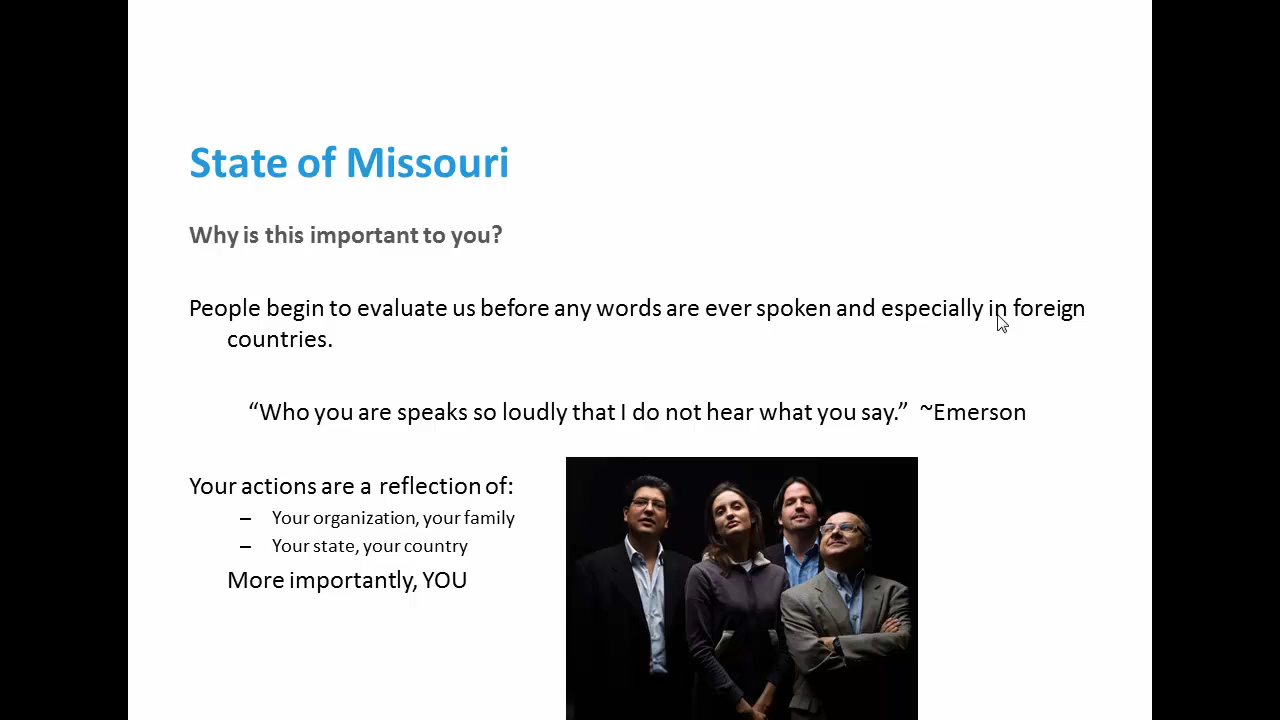 State of Missouri
Why is this important to you?
People begin to evaluate us before any words are ever spoken and especially in foreign
countries.
“Who you are speaks so loudly that I do not hear what you say.” ~Emerson
Your actions are a reflection of:
– Your organization, your family
– Your state, your country
More importantly, YOU